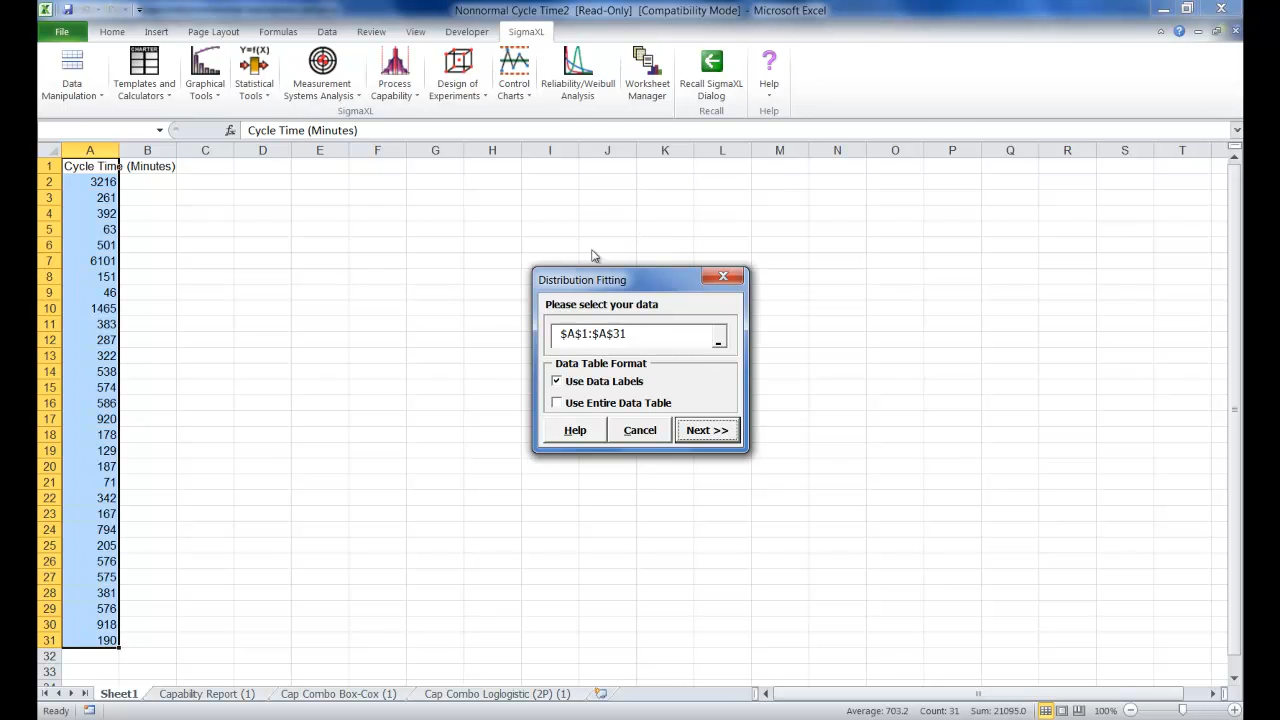 Nonnormal Cycle Time2 [Read-Only] [Compatibility Mode] - Microsoft Excel
File Home Insert Page Layout Formulas Data Review View Developer SigmaXL
Data Manipulation
Templates and Calculators
Graphical Tools
Statistical Tools
Measurement Systems Analysis
Process Capability
Design of Experiments
Control Charts
Reliability/Weibull Analysis
Worksheet Manager
Recall SigmaXL Dialog
Help
SigmaXL Recall Help
fx Cycle Time (Minutes)
A B C D E F G H I J K L M N O P Q R S T
1 Cycle Time (Minutes)
2 3216
3 261
4 392
5 63
6 501
7 6101
8 151
9 46
10 1465
11 383
12 287
13 322
14 538
15 574
16 586
17 920
18 178
19 129
20 187
21 71
22 342
23 167
24 794
25 205
26 576
27 575
28 381
29 576
30 918
31 190
32
33
Distribution Fitting
Please select your data
$A$1:$A$31
Data Table Format
Use Data Labels
Use Entire Data Table
Help Cancel Next >>
Sheet1 Capability Report (1) Cap Combo Box-Cox (1) Cap Combo Loglogistic (2P) (1)
Ready Average: 703.2 Count: 31 Sum: 21095.0 100%